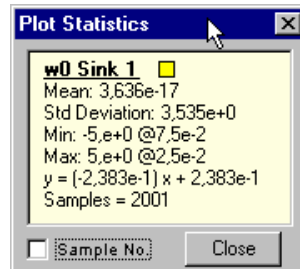 Plot Statistics
w0 Sink 1
Mean: 3,636e-17
Std Deviation: 3,535e+0
Min: -5,e+0 @7,5e-2
Max: 5,e+0 @2,5e-2
y = (-2,383e-1) x + 2,383e-1
Samples = 2001
Sample No.
Close